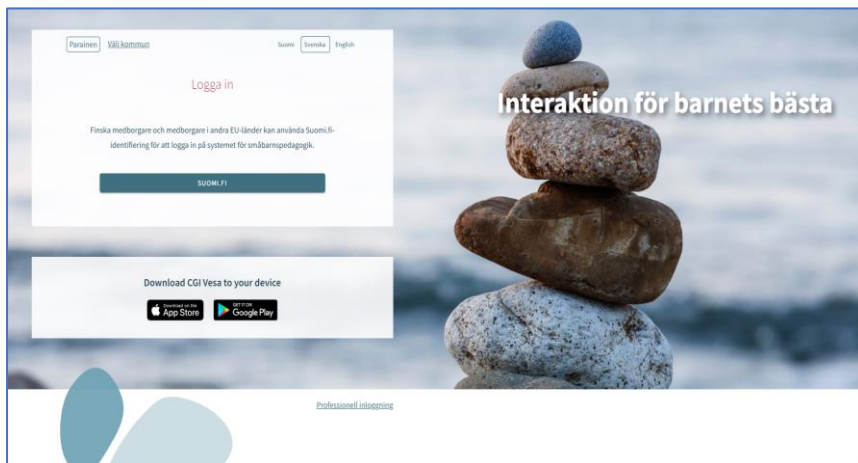 Parainen Välj kommun Suomi Svenska English
Logga in
Finska medborgare och medborgare i andra EU-länder kan använda Suomi.fi-
identifiering för att logga in på systemet för småbarnspedagogik.
SUOMI.FI
Interaktion för barnets bästa
Download CGI Vesa to your device
Download on the
App Store
GET IT ON
Google Play
Professionell inloggning